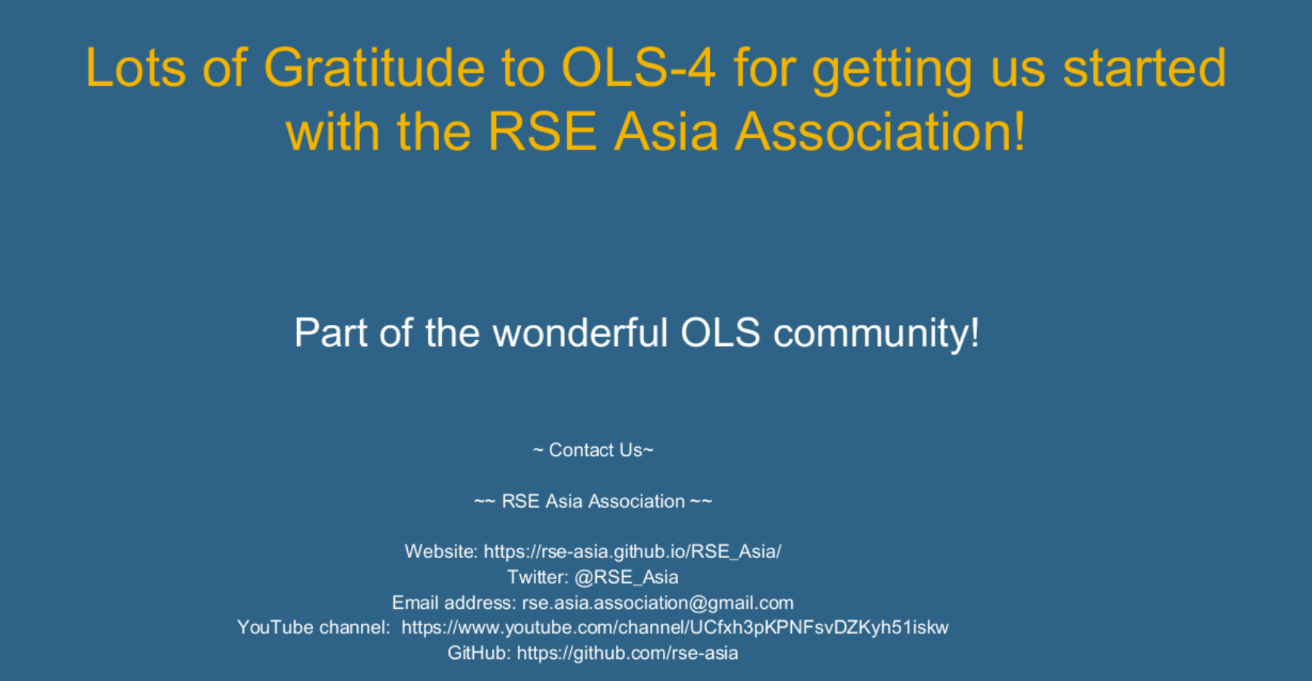 Lots of Gratitude to OLS-4 for getting us started
with the RSE Asia Association!
Part of the wonderful OLS community!
~ Contact Us~
~~ RSE Asia Association ~~
Website: https://rse-asia.github.io/RSE_Asia/
Twitter: @RSE_Asia
Email address: rse.asia.association@gmail.com
YouTube channel:  https://www.youtube.com/channel/UCfxh3pKPNFsvDZKyh51iskw
GitHub: https://github.com/rse-asia